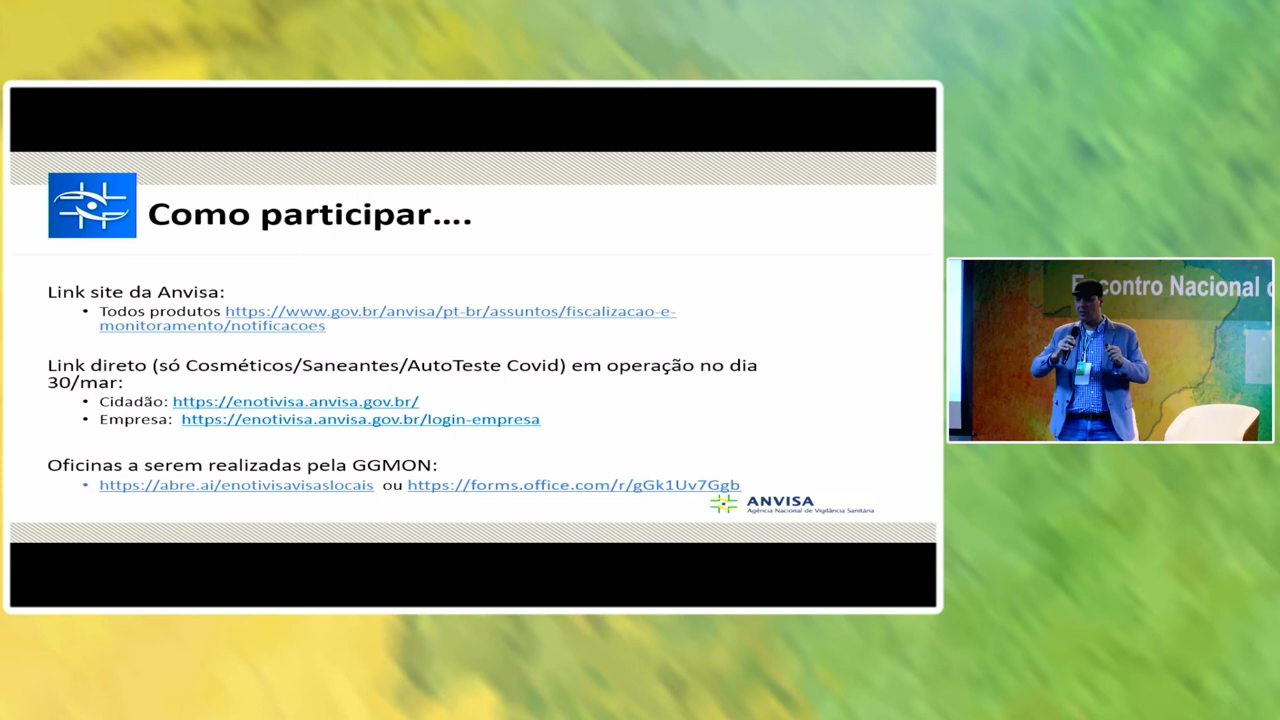 Como participar....
Link site da Anvisa:
• Todos produtos https://www.gov.br/anvisa/pt-br/assuntos/fiscalizacao-e-
monitoramento/notificacoes
Link direto (só Cosméticos/Saneantes/AutoTeste Covid) em operação no dia
30/mar:
• Cidadão: https://enotivisa.anvisa.gov.br/
• Empresa: https://enotivisa.anvisa.gov.br/login-empresa
Oficinas a serem realizadas pela GGMON:
• https://abre.ai/enotivisavisaslocais ou https://forms.office.com/r/gGk1Uv7Ggb
ANVISA
Agência Nacional de Vigilância Sanitária
Encontro Nacional d